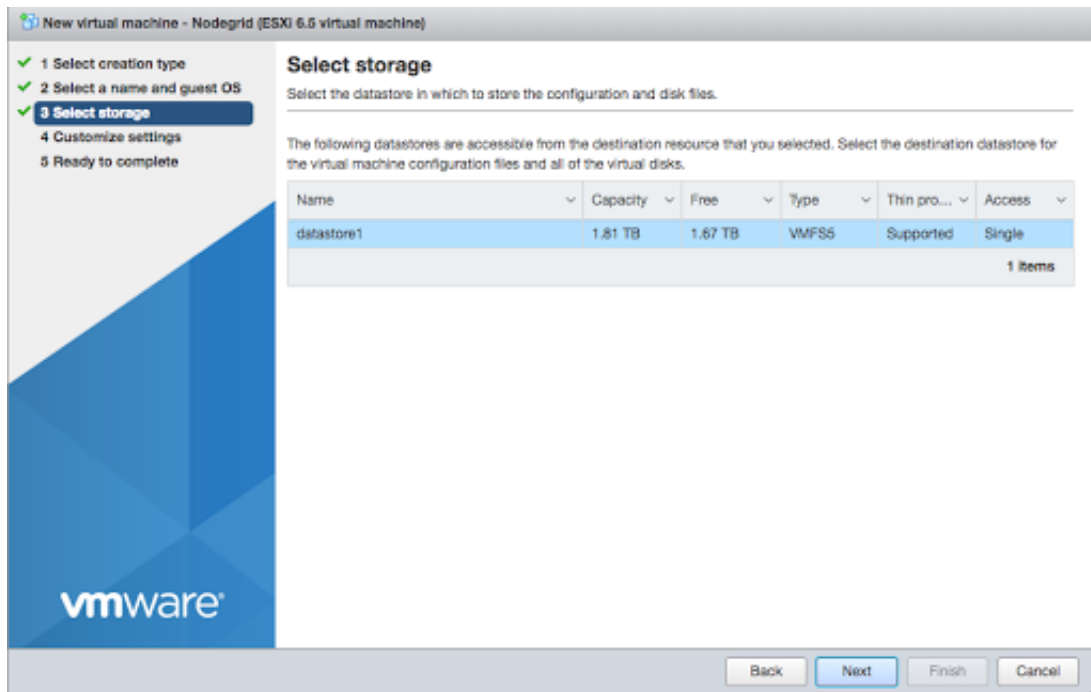 New virtual machine - Nodegrid (ESXi 6.5 virtual machine)
1 Select creation type
2 Select a name and guest OS
3 Select storage
4 Customize settings
5 Ready to complete
Select storage
Select the datastore in which to store the configuration and disk files.
The following datastores are accessible from the destination resource that you selected. Select the destination datastore for
the virtual machine configuration files and all of the virtual disks.
Name Capacity Free Type Thin pro... Access
datastore1 1.81 TB 1.67 TB VMFS5 Supported Single
1 items
vmware®
Back Next Finish Cancel